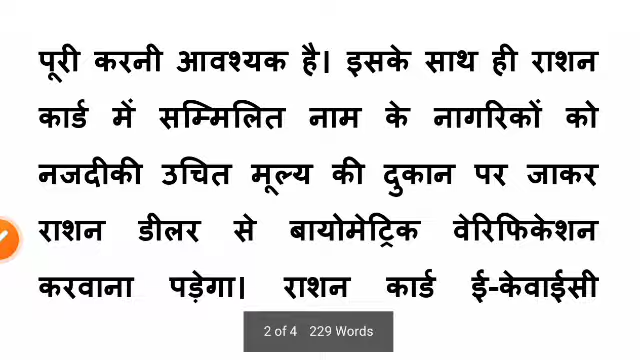 पूरी करनी आवश्यक है। इसके साथ ही राशन
कार्ड में सम्मिलित नाम के नागरिकों को
नजदीकी उचित मूल्य की दुकान पर जाकर
राशन डीलर से बायोमेट्रिक वेरिफिकेशन
करवाना पड़ेगा। राशन कार्ड ई-केवाईसी
2 of 4 229 Words